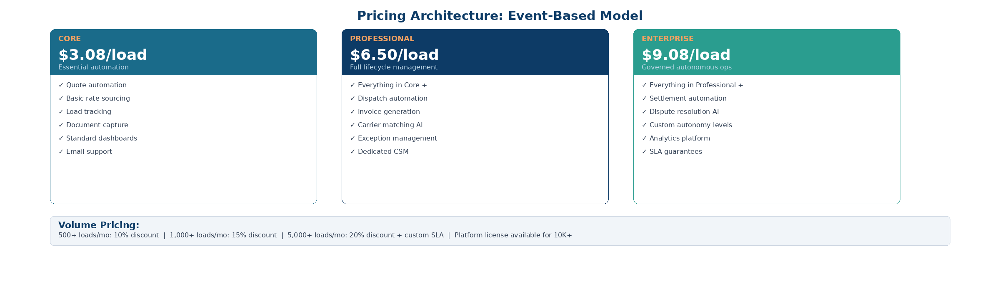 Pricing Architecture: Event-Based Model
CORE
$3.08/load
Essential automation
✓ Quote automation
✓ Basic rate sourcing
✓ Load tracking
✓ Document capture
✓ Standard dashboards
✓ Email support
PROFESSIONAL
$6.50/load
Full lifecycle management
✓ Everything in Core +
✓ Dispatch automation
✓ Invoice generation
✓ Carrier matching AI
✓ Exception management
✓ Dedicated CSM
ENTERPRISE
$9.08/load
Governed autonomous ops
✓ Everything in Professional +
✓ Settlement automation
✓ Dispute resolution AI
✓ Custom autonomy levels
✓ Analytics platform
✓ SLA guarantees
Volume Pricing:
500+ loads/mo: 10% discount | 1,000+ loads/mo: 15% discount | 5,000+ loads/mo: 20% discount + custom SLA | Platform license available for 10K+